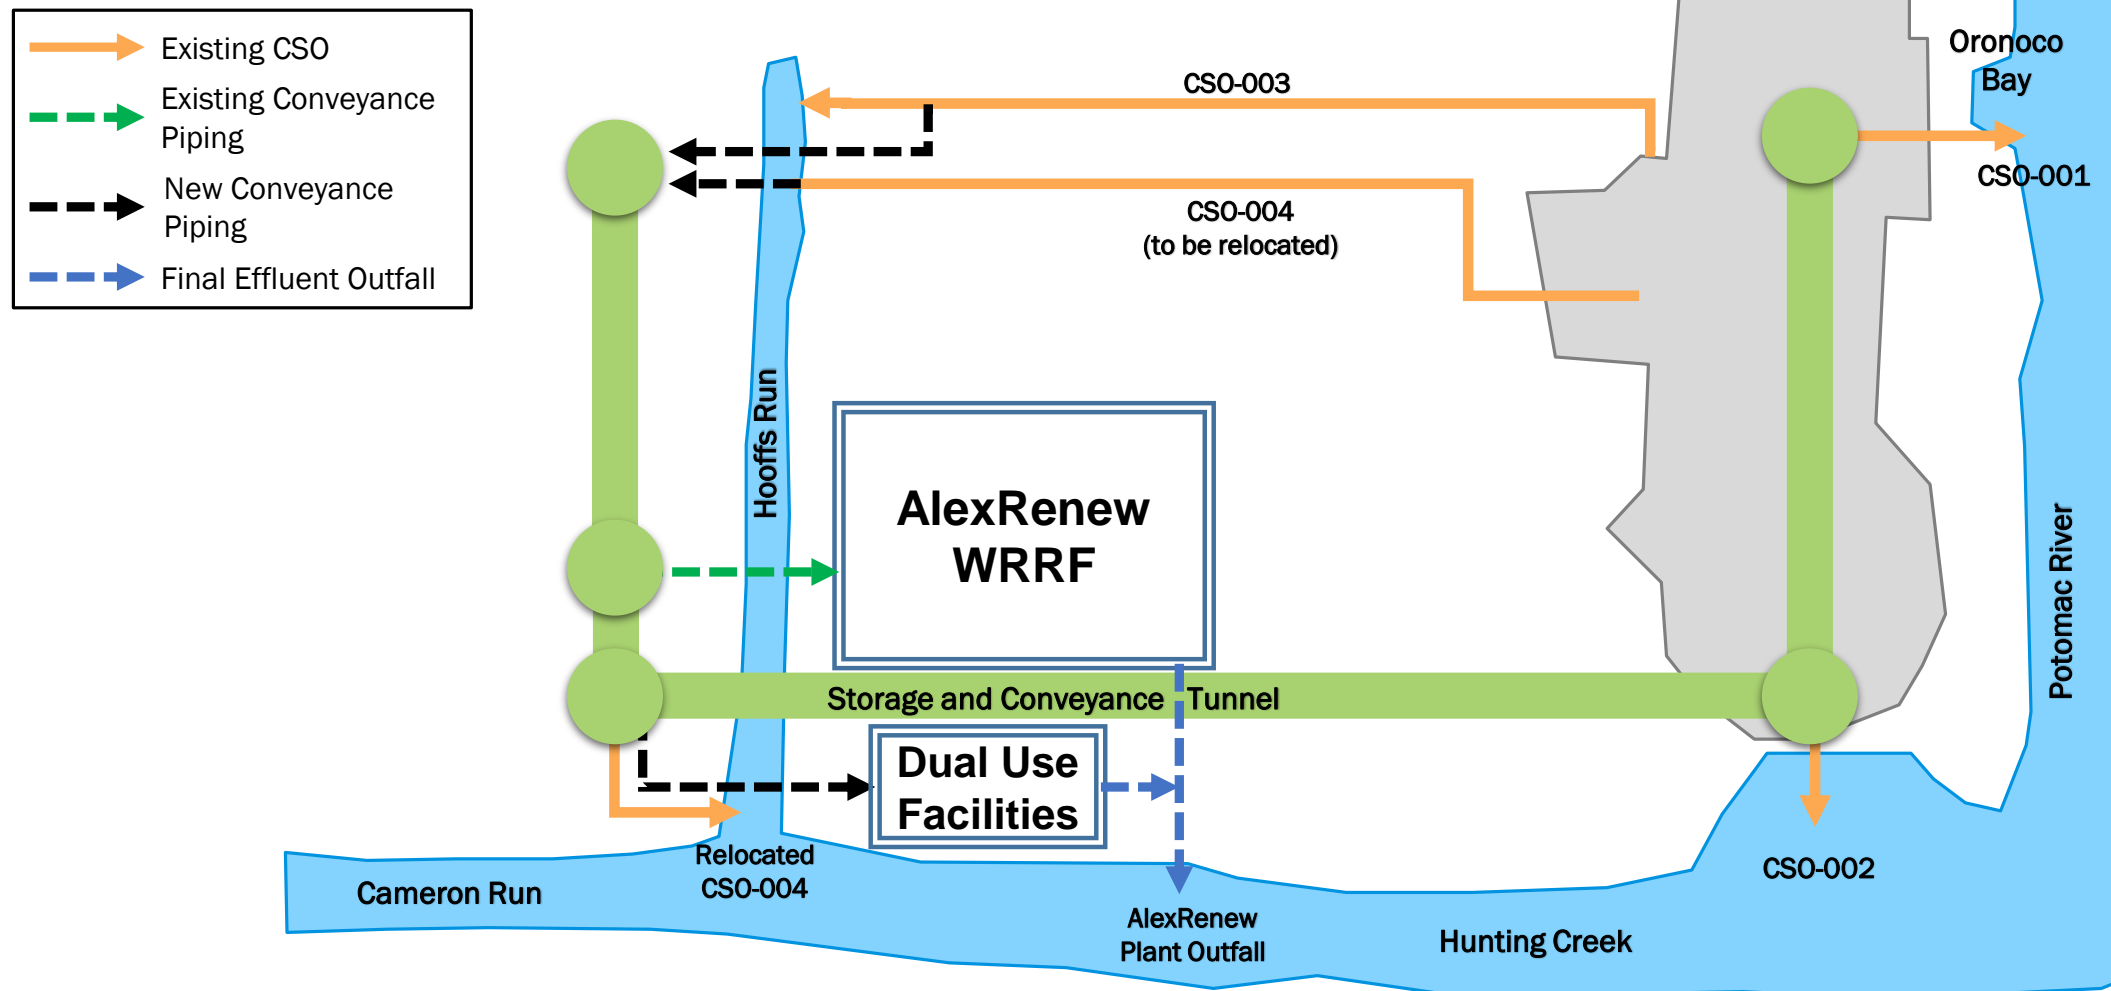 Existing CSO
Existing Conveyance
Piping
New Conveyance
Piping
Final Effluent Outfall
CSO-003
CSO-004
(to be relocated)
Oronoco
Bay
CSO-001
Hooffs Run
AlexRenew
WRRF
Potomac River
Storage and Conveyance Tunnel
Dual Use
Facilities
Relocated
CSO-004
Cameron Run
CSO-002
AlexRenew
Plant Outfall
Hunting Creek